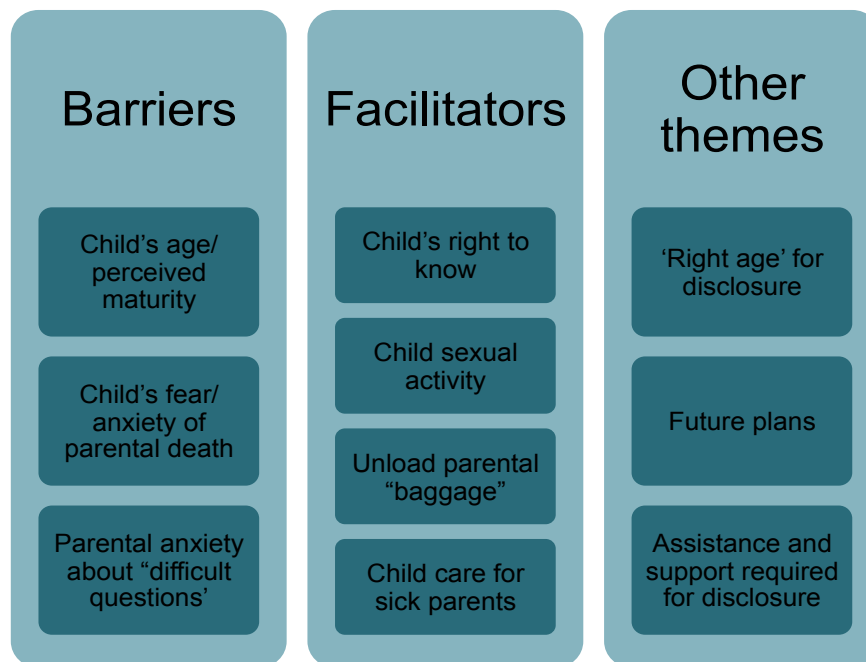 Barriers
Child’s age/
perceived
maturity
Child’s fear/
anxiety of
parental death
Parental anxiety
about “difficult
questions’
Facilitators
Child’s right to
know
Child sexual
activity
Unload parental
“baggage”
Child care for
sick parents
Other
themes
‘Right age’ for
disclosure
Future plans
Assistance and
support required
for disclosure